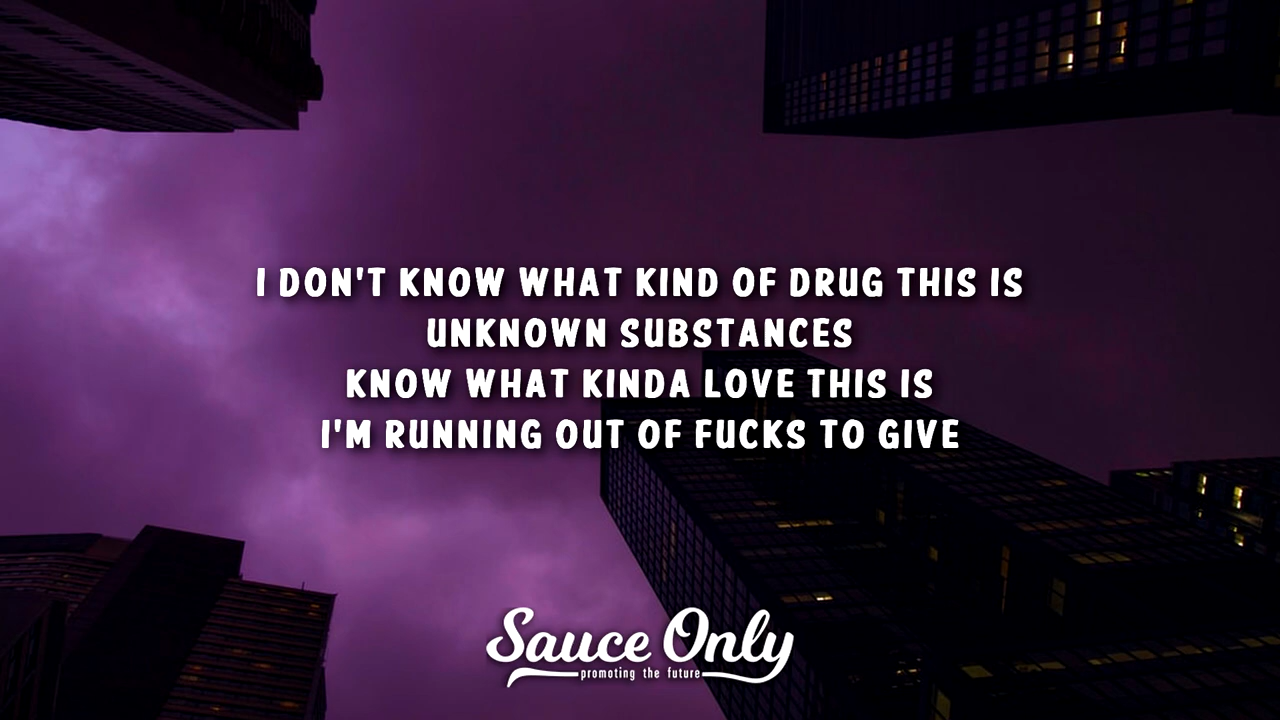 I DON'T KNOW WHAT KIND OF DRUG THIS IS
UNKNOWN SUBSTANCES
KNOW WHAT KINDA LOVE THIS IS
I'M RUNNING OUT OF FUCKS TO GIVE
Sauce Only
promoting the future